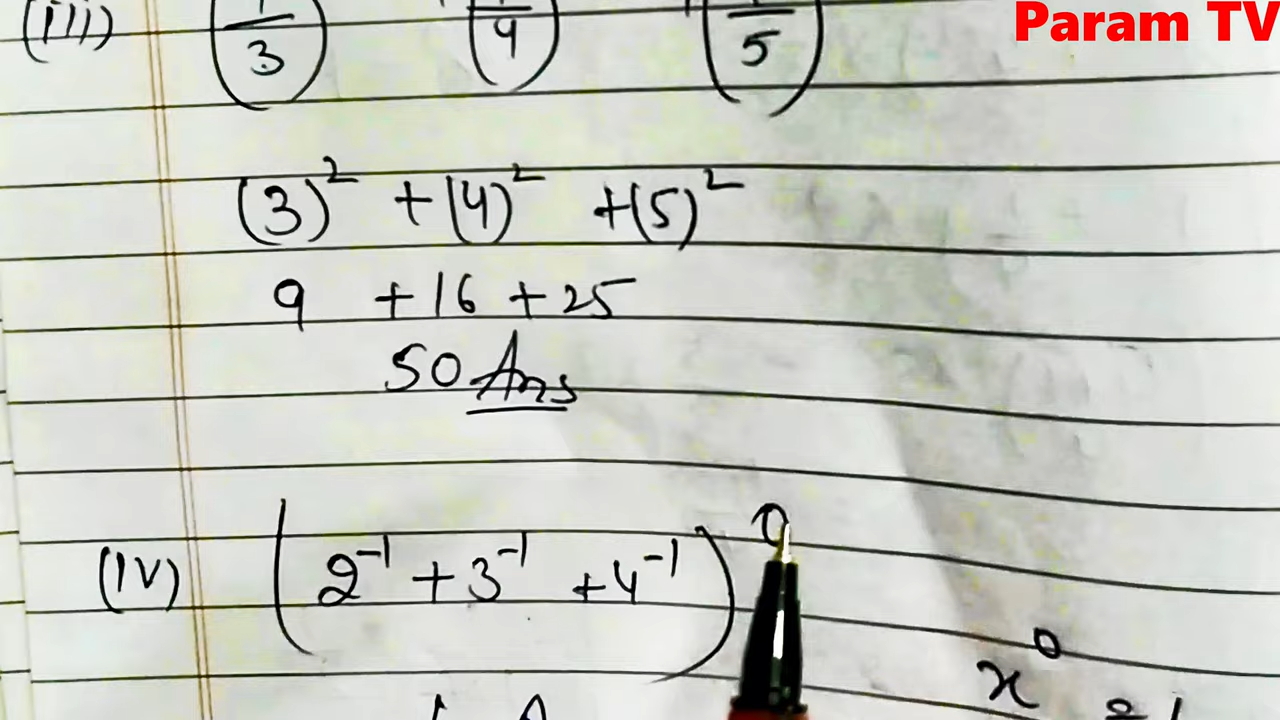 Param TV
(iii) (1/3) (1/4) (1/5)
(3)² + (4)² + (5)²
9 + 16 + 25
50 Ans
(IV) (2⁻¹ + 3⁻¹ + 4⁻¹)⁰
x⁰